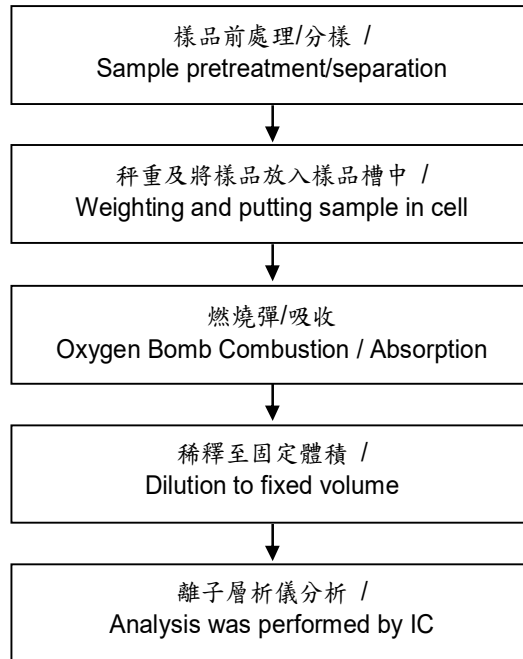 樣品前處理/分樣 /
Sample pretreatment/separation
秤重及將樣品放入樣品槽中 /
Weighting and putting sample in cell
燃燒彈/吸收
Oxygen Bomb Combustion / Absorption
稀釋至固定體積 /
Dilution to fixed volume
離子層析儀分析 /
Analysis was performed by IC